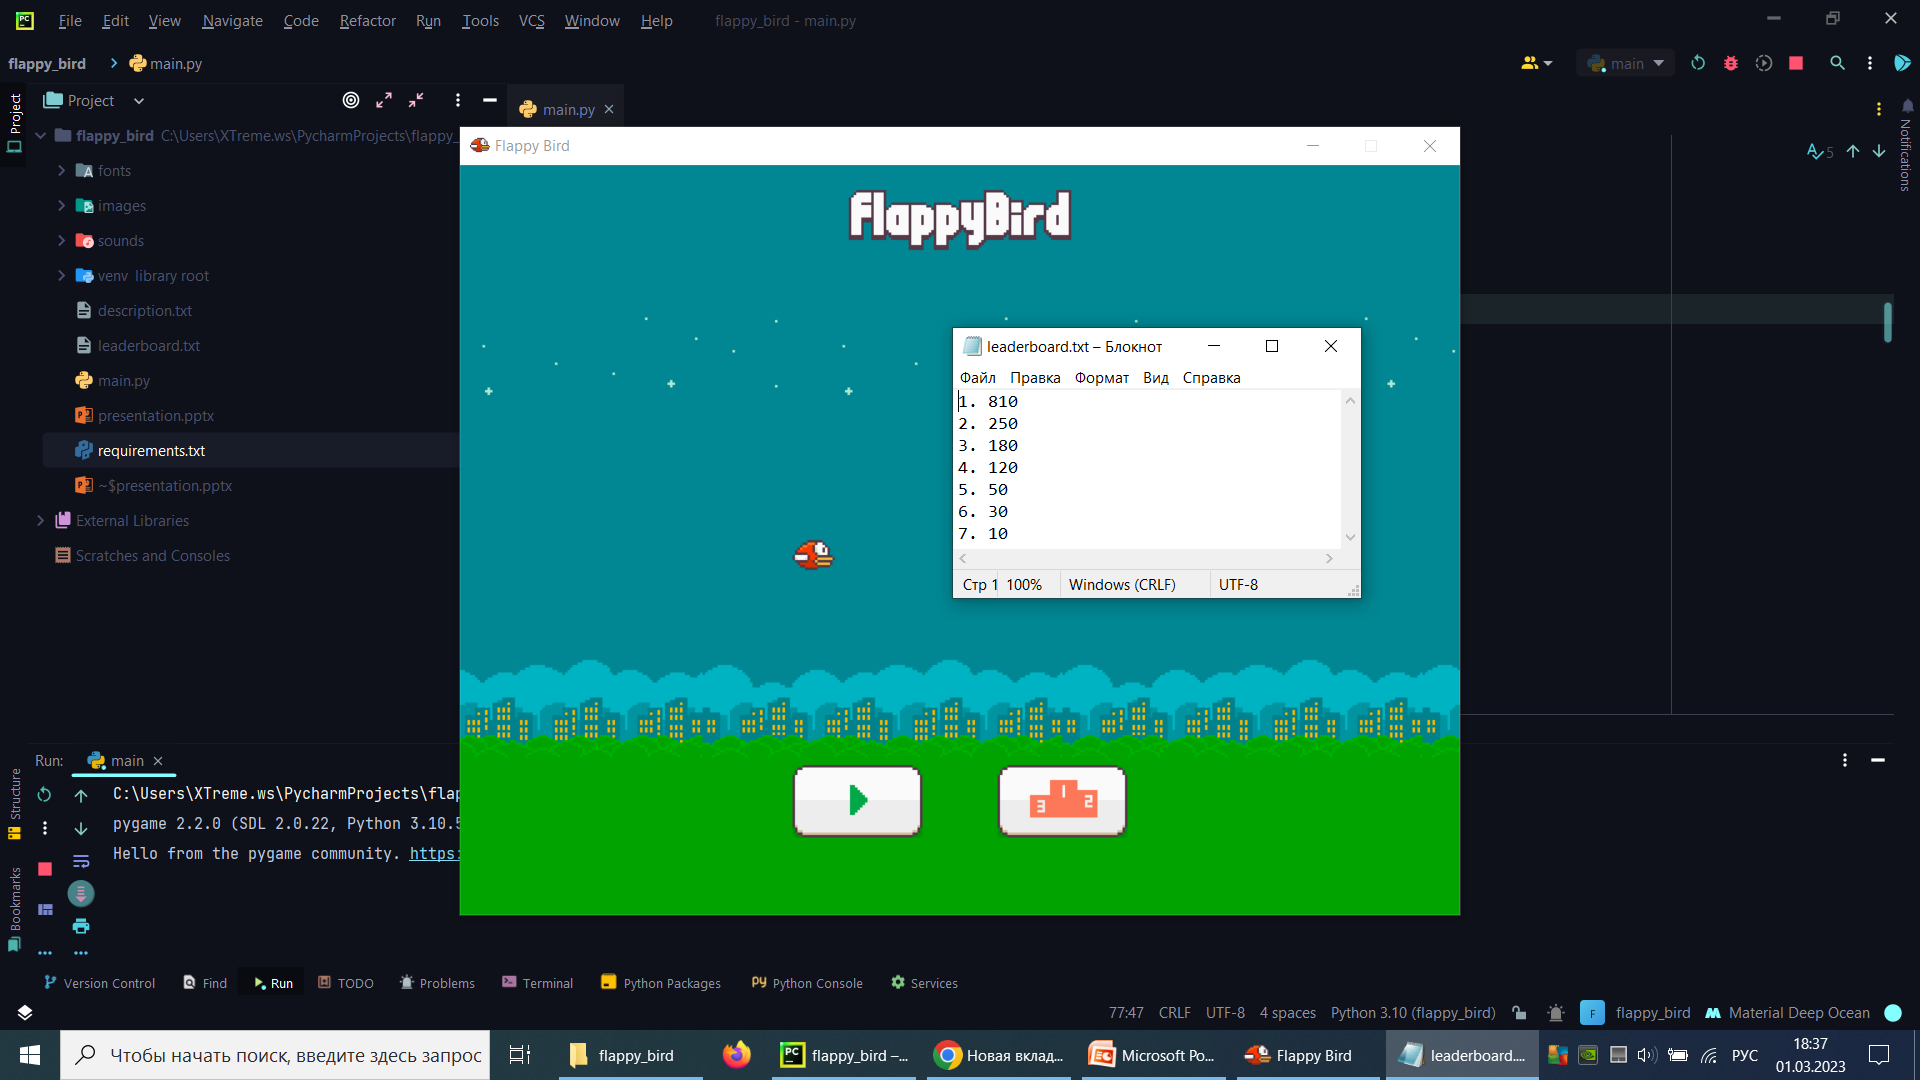 PC File Edit View Navigate Code Refactor Run Tools VCS Window Help flappy_bird - main.py
flappy_bird main.py
main
Project
Project
main.py
flappy_bird C:\Users\XTreme.ws\PycharmProjects\flappy_
fonts
images
sounds
venv library root
description.txt
leaderboard.txt
main.py
presentation.pptx
requirements.txt
~$presentation.pptx
External Libraries
Scratches and Consoles
5
Notifications
Flappy Bird
FlappyBird
leaderboard.txt – Блокнот
Файл Правка Формат Вид Справка
1. 810
2. 250
3. 180
4. 120
5. 50
6. 30
7. 10
Стр 1 100% Windows (CRLF) UTF-8
3 1 2
Run: main
C:\Users\XTreme.ws\PycharmProjects\flap
pygame 2.2.0 (SDL 2.0.22, Python 3.10.5
Hello from the pygame community. https:
Structure
Bookmarks
Version Control Find Run TODO Problems Terminal Python Packages Python Console Services
77:47 CRLF UTF-8 4 spaces Python 3.10 (flappy_bird) F flappy_bird Material Deep Ocean
Чтобы начать поиск, введите здесь запрос
flappy_bird
PC flappy_bird –...
Новая вклад...
Microsoft Po...
Flappy Bird
leaderboard....
РУС
18:37
01.03.2023